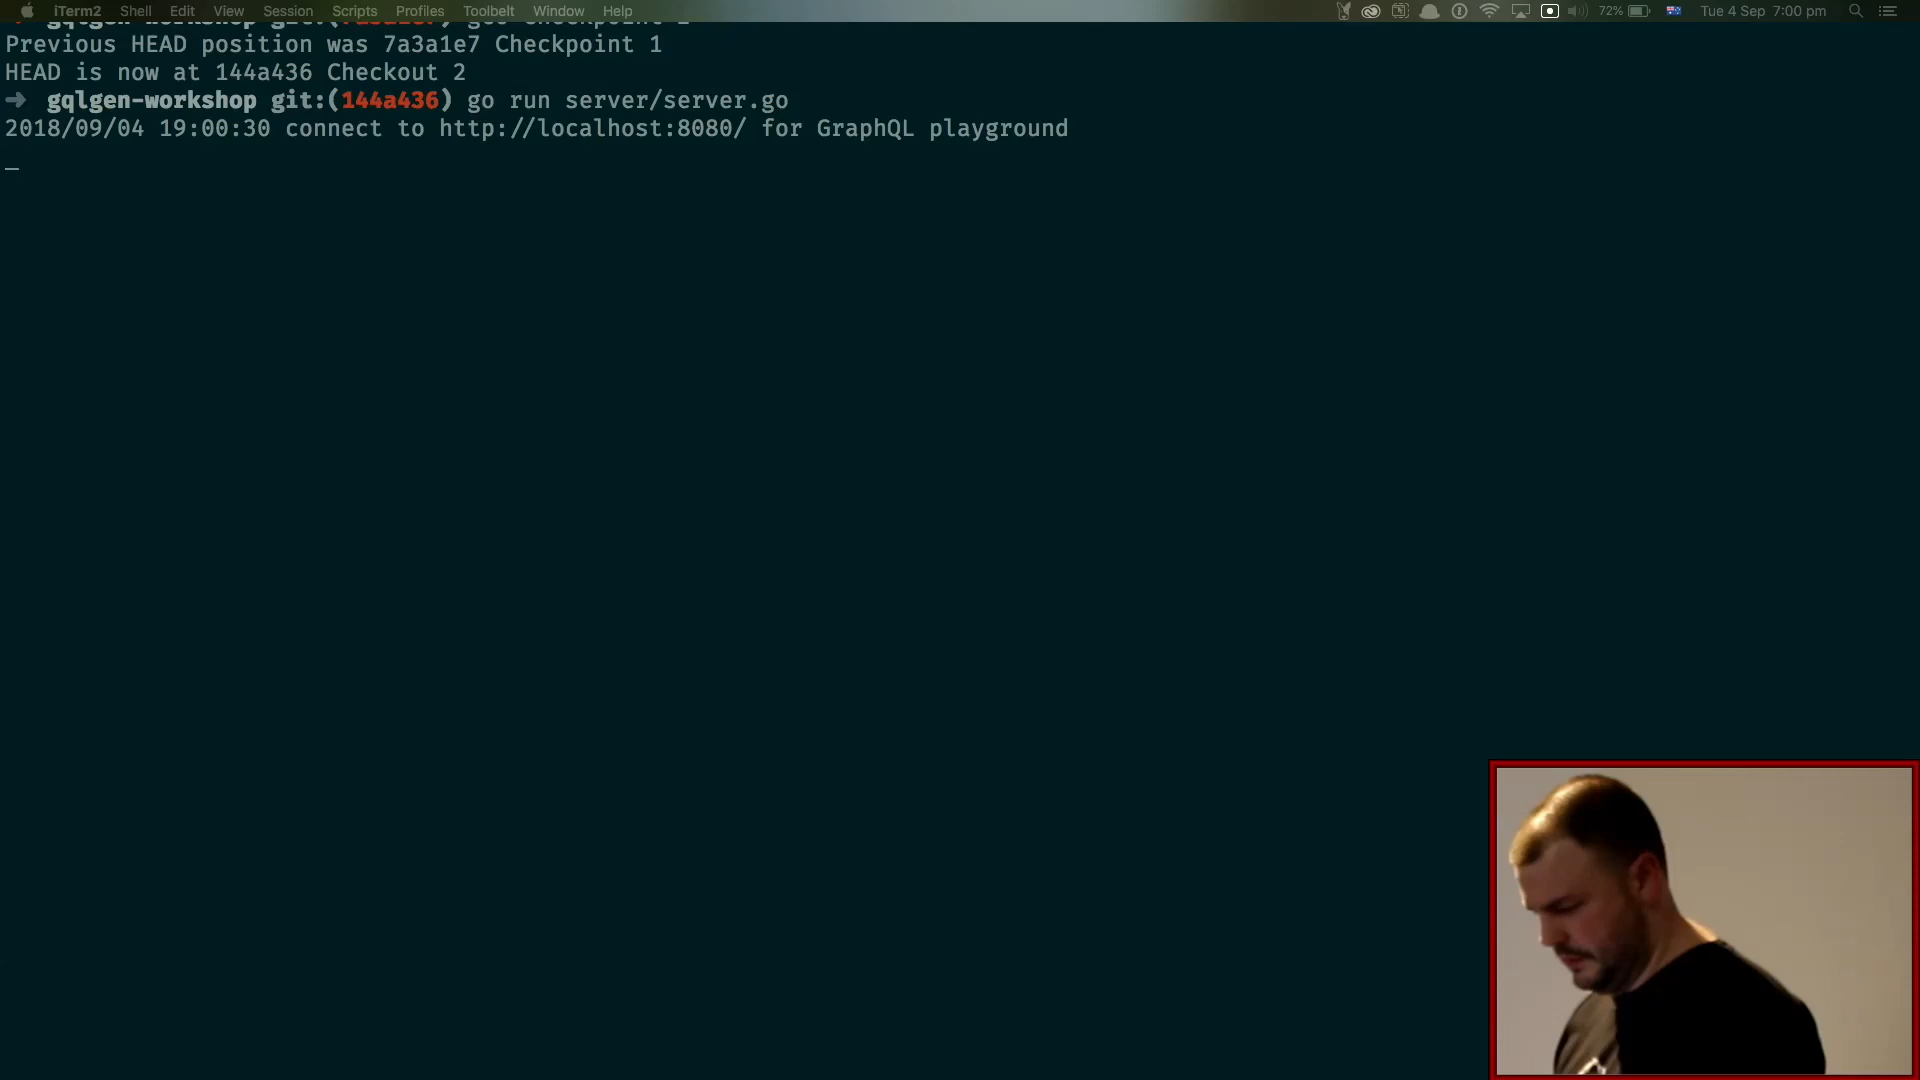 iTerm2 Shell Edit View Session Scripts Profiles Toolbelt Window Help 72% Tue 4 Sep 7:00 pm
Previous HEAD position was 7a3a1e7 Checkpoint 1
HEAD is now at 144a436 Checkout 2
➜ gqlgen-workshop git:(144a436) go run server/server.go
2018/09/04 19:00:30 connect to http://localhost:8080/ for GraphQL playground
_